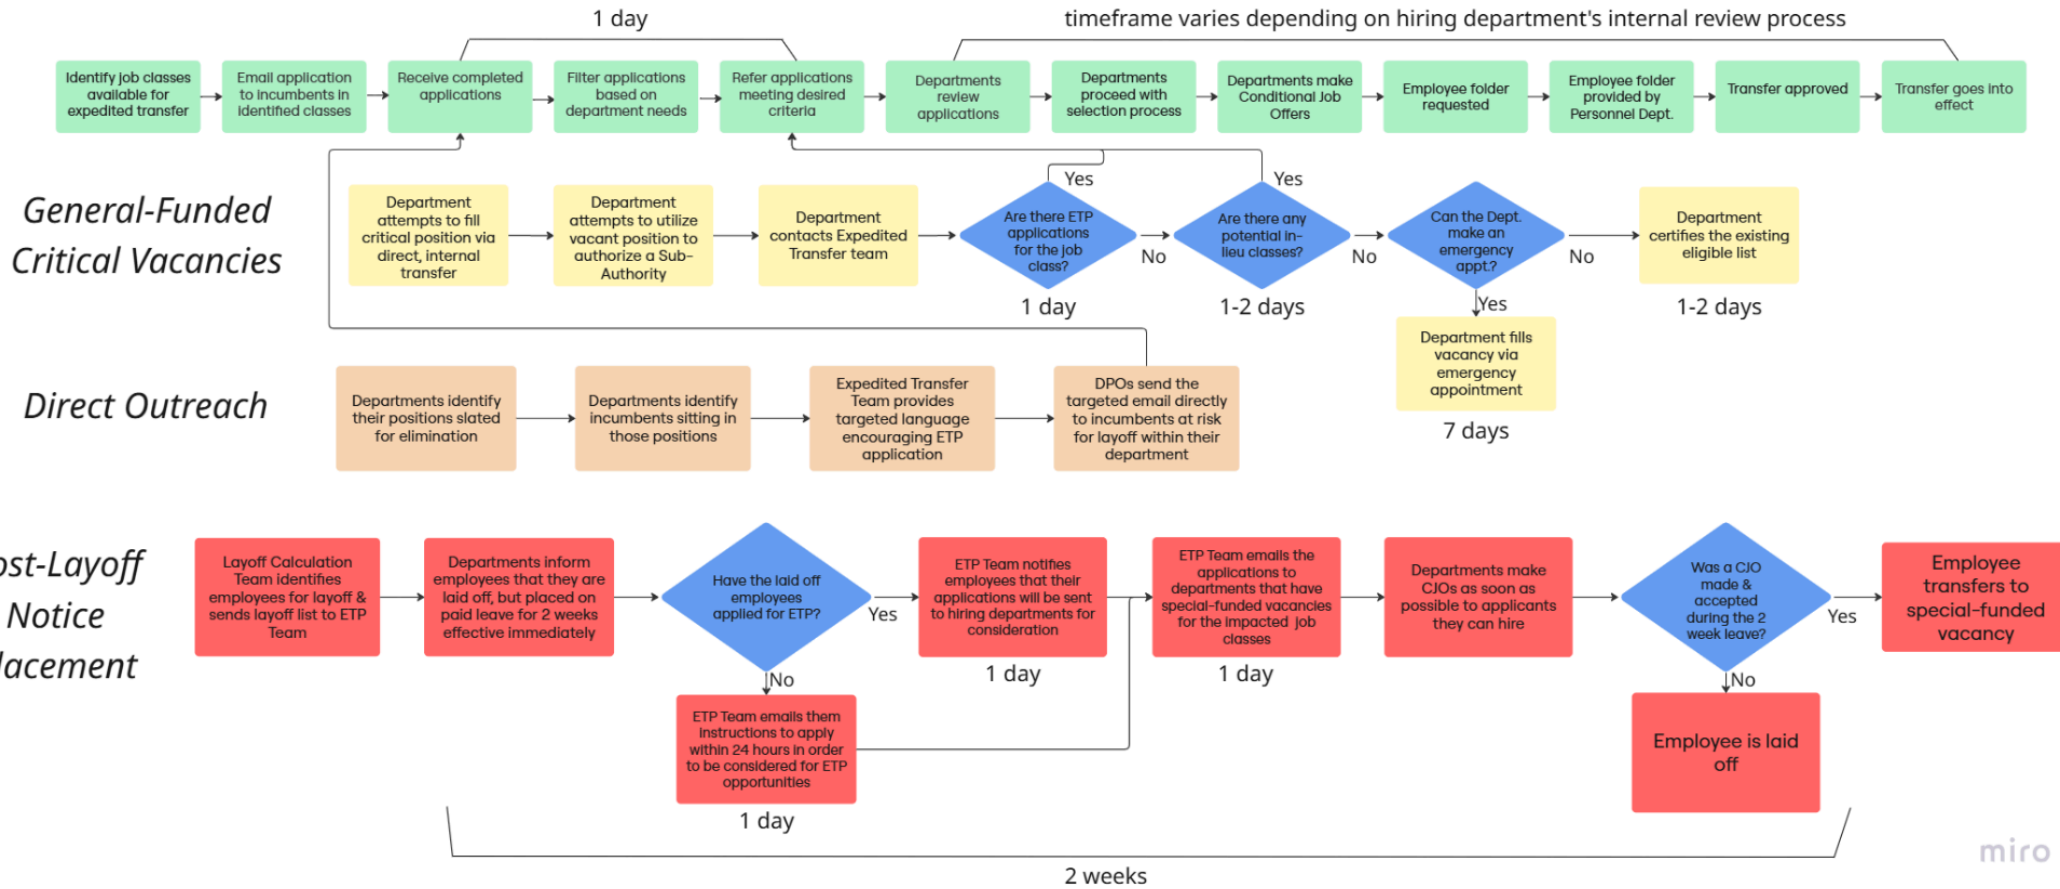 1 day
timeframe varies depending on hiring department's internal review process
Identify job classes
available for
expedited transfer
Email application
to incumbents in
identified classes
Receive completed
applications
Filter applications
based on
department needs
Refer applications
meeting desired
criteria
Departments
review
applications
Departments
proceed with
selection process
Departments make
Conditional Job
Offers
Employee folder
requested
Employee folder
provided by
Personnel Dept.
Transfer approved
Transfer goes into
effect
General-Funded
Critical Vacancies
Department
attempts to fill
critical position via
direct, internal
transfer
Department
attempts to utilize
vacant position to
authorize a Sub-
Authority
Department
contacts Expedited
Transfer team
Yes
Are there ETP
applications
for the job
class?
No
1 day
Yes
Are there any
potential in-
lieu classes?
No
1-2 days
Can the Dept.
make an
emergency
appt.?
No
Yes
Department
certifies the existing
eligible list
1-2 days
Department fills
vacancy via
emergency
appointment
7 days
Direct Outreach
Departments identify
their positions slated
for elimination
Departments identify
incumbents sitting in
those positions
Expedited Transfer
Team provides
targeted language
encouraging ETP
application
DPOs send the
targeted email directly
to incumbents at risk
for layoff within their
department
ost-Layoff
Notice
lacement
Layoff Calculation
Team identifies
employees for layoff &
sends layoff list to ETP
Team
Departments inform
employees that they are
laid off, but placed on
paid leave for 2 weeks
effective immediately
Have the laid off
employees
applied for ETP?
Yes
No
ETP Team emails them
instructions to apply
within 24 hours in order
to be considered for ETP
opportunities
1 day
ETP Team notifies
employees that their
applications will be sent
to hiring departments for
consideration
1 day
ETP Team emails the
applications to
departments that have
special-funded vacancies
for the impacted job
classes
1 day
Departments make
CJOs as soon as
possible to applicants
they can hire
Was a CJO
made &
accepted
during the 2
week leave?
Yes
No
Employee
transfers to
special-funded
vacancy
Employee is laid
off
2 weeks
miro